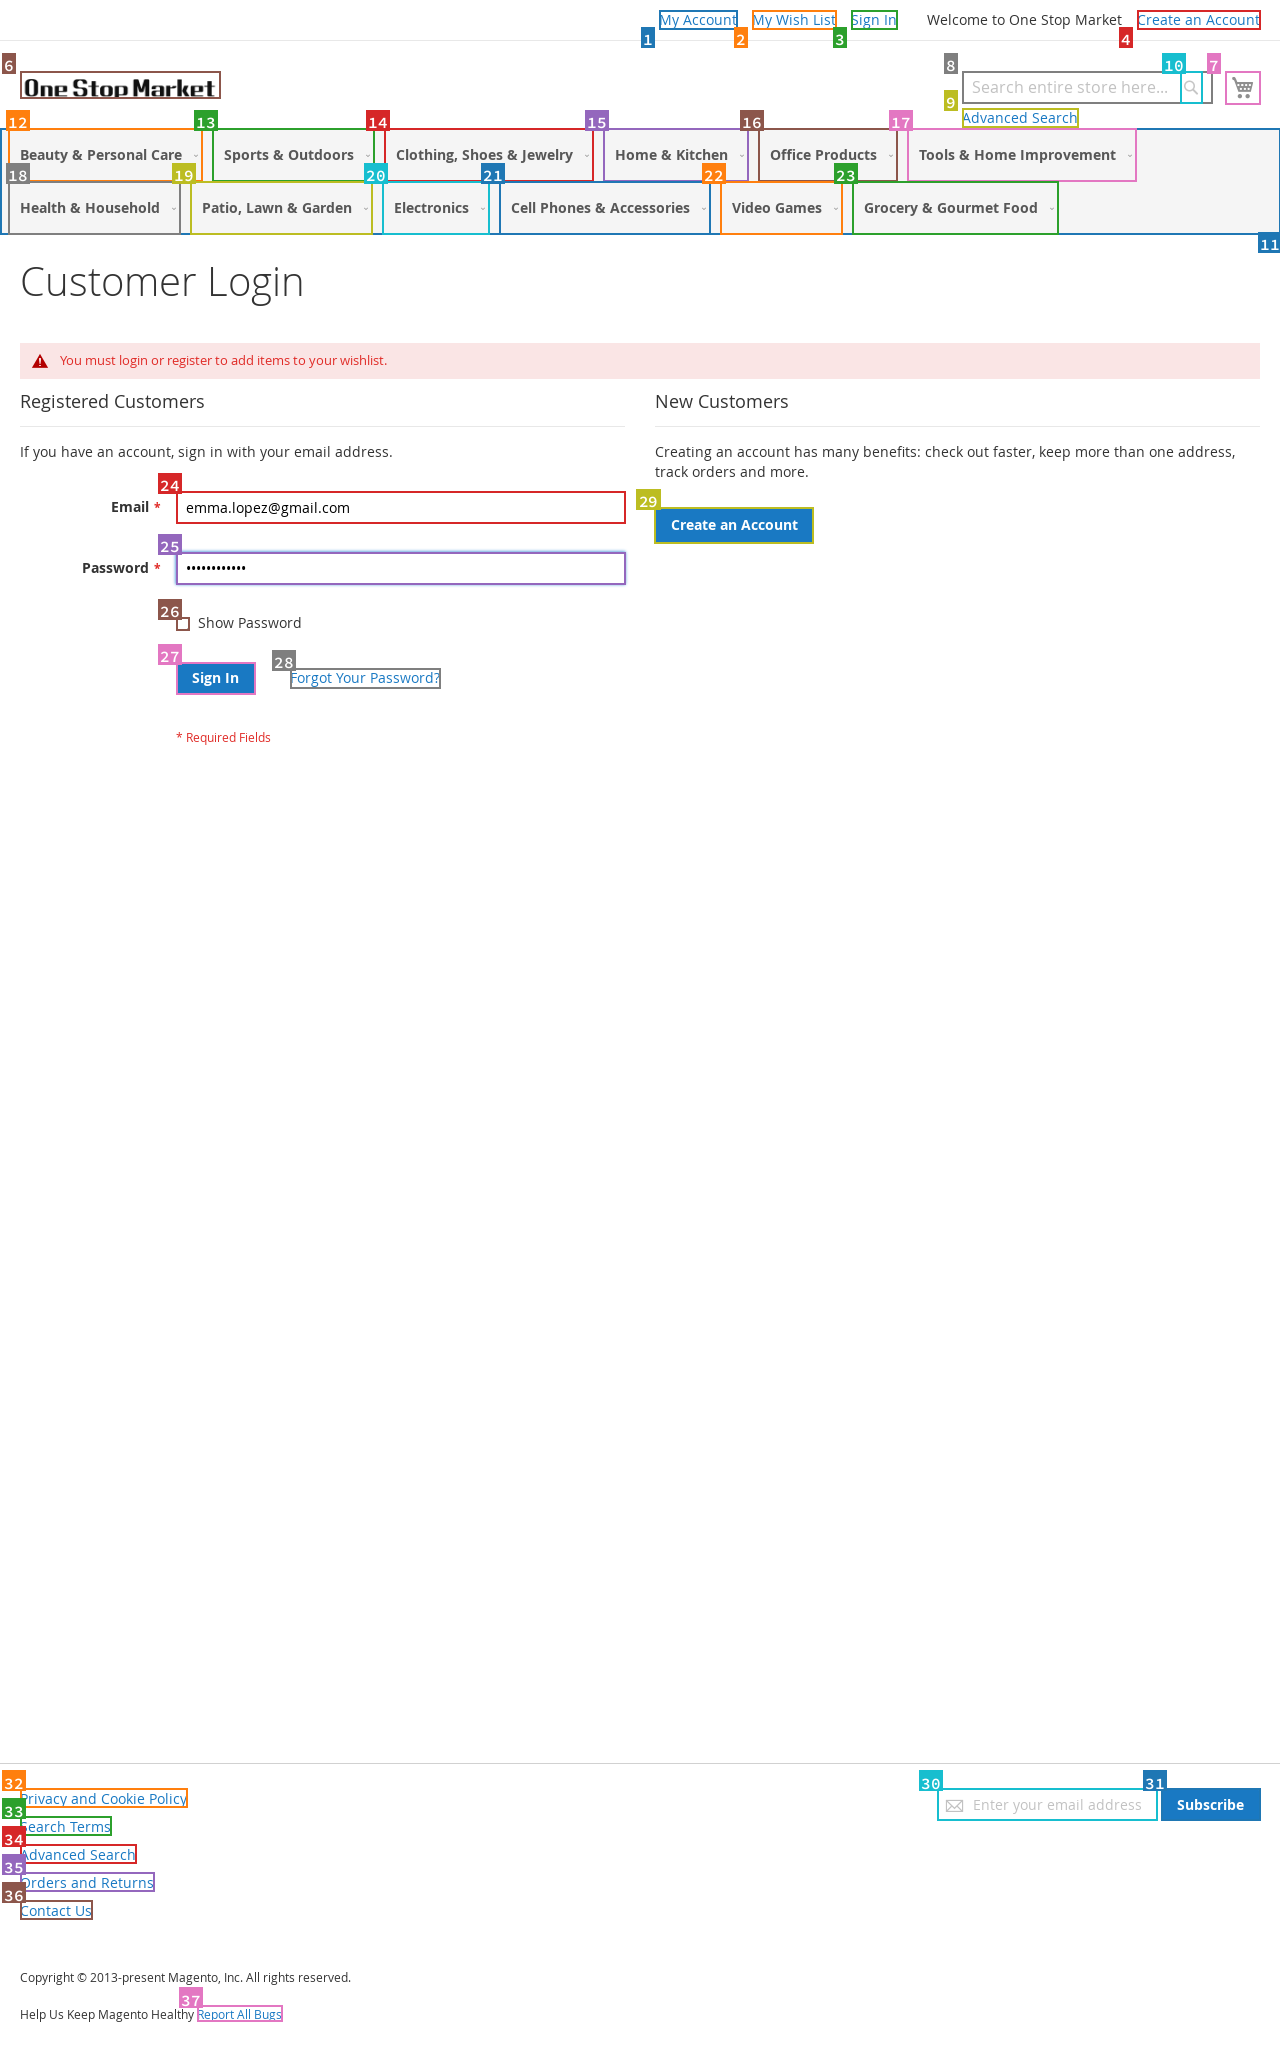 My Account My Wish List Sign In Welcome to One Stop Market Create an Account
1 2 3 4
6 8 10 7
One Stop Market Search entire store here...
9 Advanced Search
12 13 14 15 16 17
Beauty & Personal Care Sports & Outdoors Clothing, Shoes & Jewelry Home & Kitchen Office Products Tools & Home Improvement
18 19 20 21 22 23
Health & Household Patio, Lawn & Garden Electronics Cell Phones & Accessories Video Games Grocery & Gourmet Food
11
Customer Login
You must login or register to add items to your wishlist.
Registered Customers
If you have an account, sign in with your email address.
24
Email * emma.lopez@gmail.com
25
Password * ••••••••••••
26
Show Password
27 28
Sign In Forgot Your Password?
* Required Fields
New Customers
Creating an account has many benefits: check out faster, keep more than one address,
track orders and more.
29
Create an Account
32 30 31
Privacy and Cookie Policy Enter your email address Subscribe
33
Search Terms
34
Advanced Search
35
Orders and Returns
36
Contact Us
Copyright © 2013-present Magento, Inc. All rights reserved.
37
Help Us Keep Magento Healthy Report All Bugs